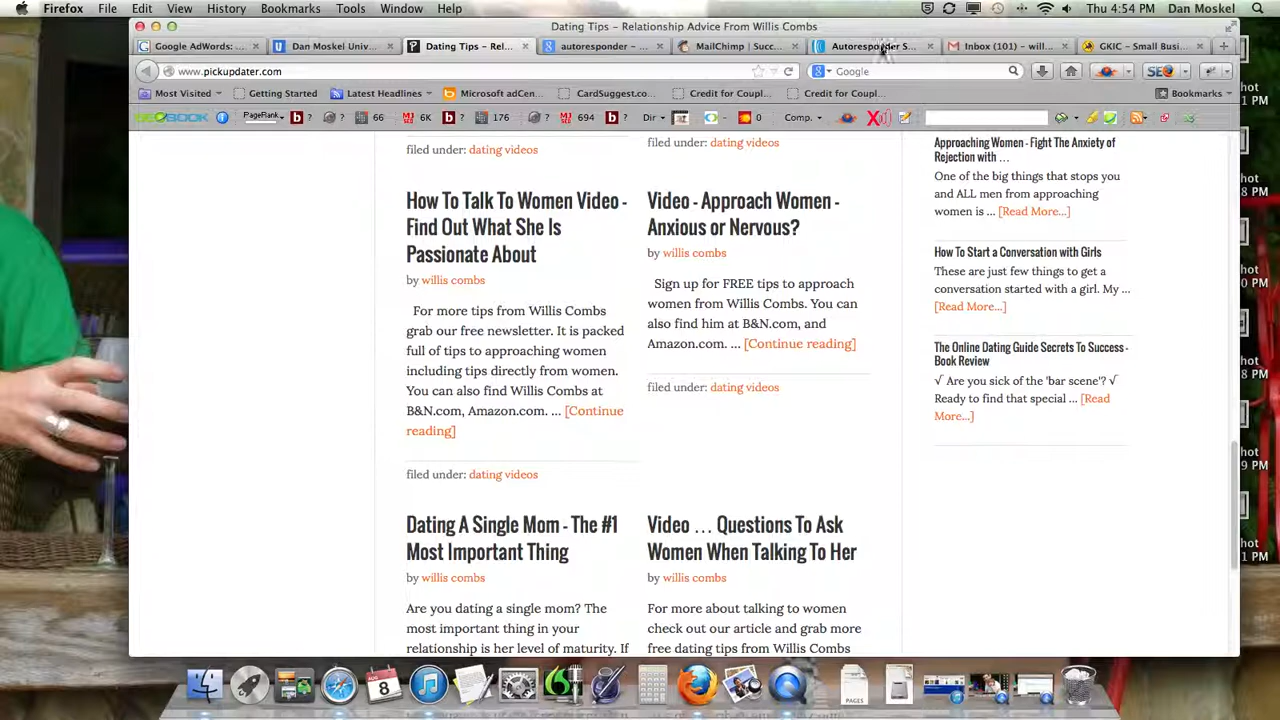 Firefox File Edit View History Bookmarks Tools Window Help Thu 4:54 PM Dan Moskel
Dating Tips – Relationship Advice From Willis Combs
Google AdWords: ... Dan Moskel Univ... Dating Tips – Rel... autoresponder – ... MailChimp | Succ... Autoresponder S... Inbox (101) – will... GKIC – Small Busi...
www.pickupdater.com Google SEO
Most Visited Getting Started Latest Headlines Microsoft adCen... CardSuggest.co... Credit for Coupl... Credit for Coupl... Bookmarks
PageRank 66 6K 176 694 Dir 0 Comp.
filed under: dating videos
filed under: dating videos
How To Talk To Women Video -
Find Out What She Is
Passionate About
by willis combs
For more tips from Willis Combs
grab our free newsletter. It is packed
full of tips to approaching women
including tips directly from women.
You can also find Willis Combs at
B&N.com, Amazon.com. … [Continue
reading]
filed under: dating videos
Video - Approach Women -
Anxious or Nervous?
by willis combs
Sign up for FREE tips to approach
women from Willis Combs. You can
also find him at B&N.com, and
Amazon.com. … [Continue reading]
filed under: dating videos
Dating A Single Mom - The #1
Most Important Thing
by willis combs
Are you dating a single mom? The
most important thing in your
relationship is her level of maturity. If
Video … Questions To Ask
Women When Talking To Her
by willis combs
For more about talking to women
check out our article and grab more
free dating tips from Willis Combs
Approaching Women - Fight The Anxiety of
Rejection with …
One of the big things that stops you
and ALL men from approaching
women is … [Read More...]
How To Start a Conversation with Girls
These are just few things to get a
conversation started with a girl. My …
[Read More...]
The Online Dating Guide Secrets To Success -
Book Review
√ Are you sick of the 'bar scene'? √
Ready to find that special … [Read
More...]
8
PAGES